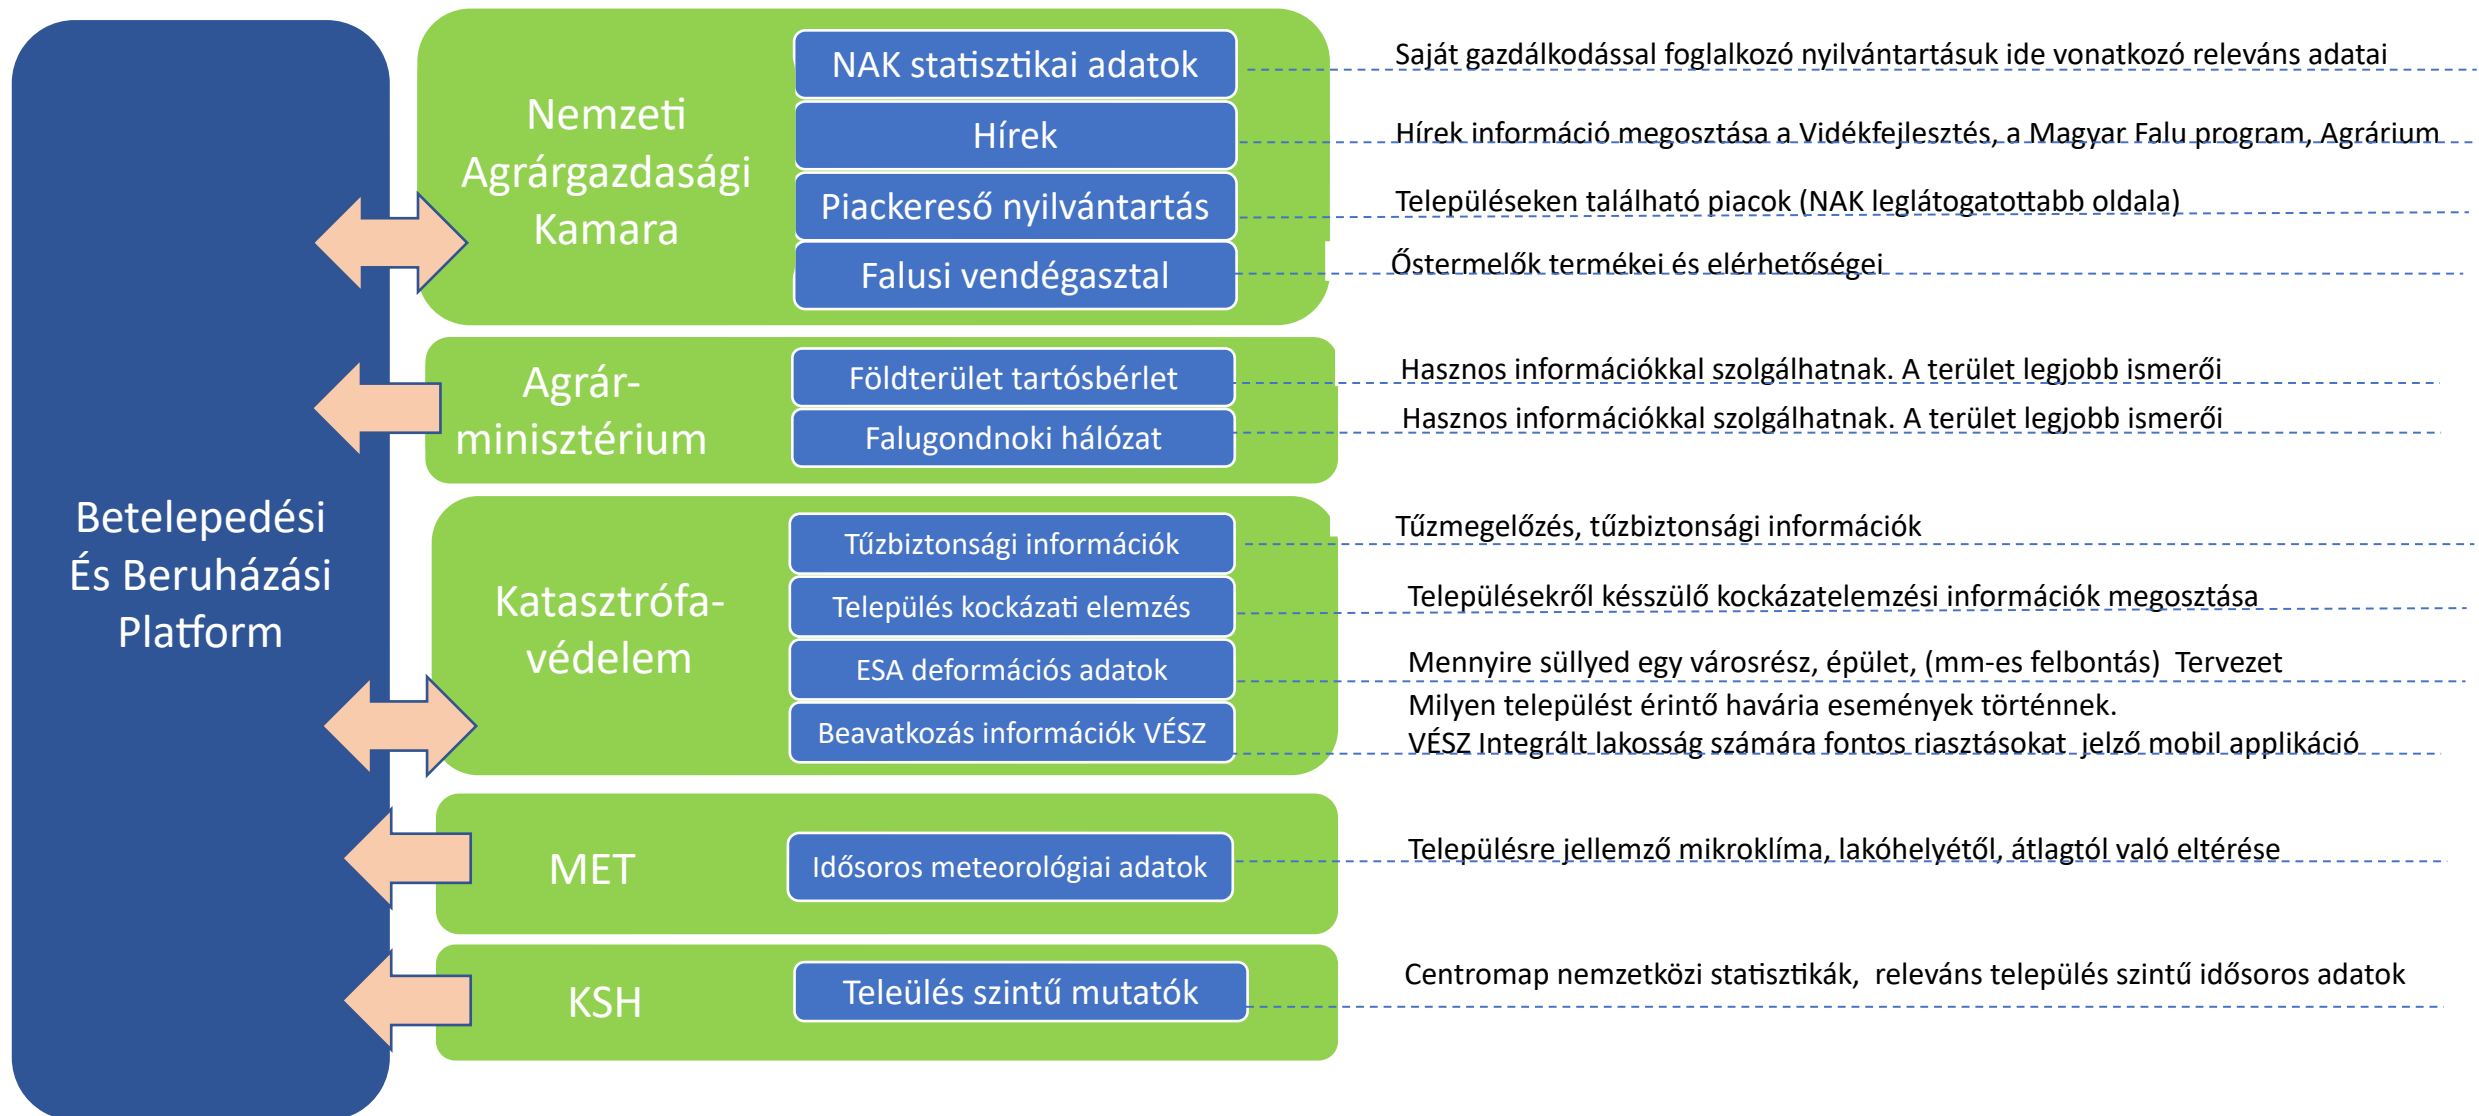 Betelepedési
És Beruházási
Platform
Nemzeti
Agrárgazdasági
Kamara
NAK statisztikai adatok
Saját gazdálkodással foglalkozó nyilvántartásuk ide vonatkozó releváns adatai
Hírek
Hírek információ megosztása a Vidékfejlesztés, a Magyar Falu program, Agrárium
Piackereső nyilvántartás
Településeken található piacok (NAK leglátogatottabb oldala)
Falusi vendégasztal
Őstermelők termékei és elérhetőségei
Agrár-
minisztérium
Földterület tartósbérlet
Hasznos információkkal szolgálhatnak. A terület legjobb ismerői
Falugondnoki hálózat
Hasznos információkkal szolgálhatnak. A terület legjobb ismerői
Katasztrófa-
védelem
Tűzbiztonsági információk
Tűzmegelőzés, tűzbiztonsági információk
Település kockázati elemzés
Településekről késszülő kockázatelemzési információk megosztása
ESA deformációs adatok
Mennyire süllyed egy városrész, épület, (mm-es felbontás) Tervezet
Beavatkozás információk VÉSZ
Milyen települést érintő havária események történnek.
VÉSZ Integrált lakosság számára fontos riasztásokat jelző mobil applikáció
MET
Idősoros meteorológiai adatok
Településre jellemző mikroklíma, lakóhelyétől, átlagtól való eltérése
KSH
Teleülés szintű mutatók
Centromap nemzetközi statisztikák, releváns település szintű idősoros adatok